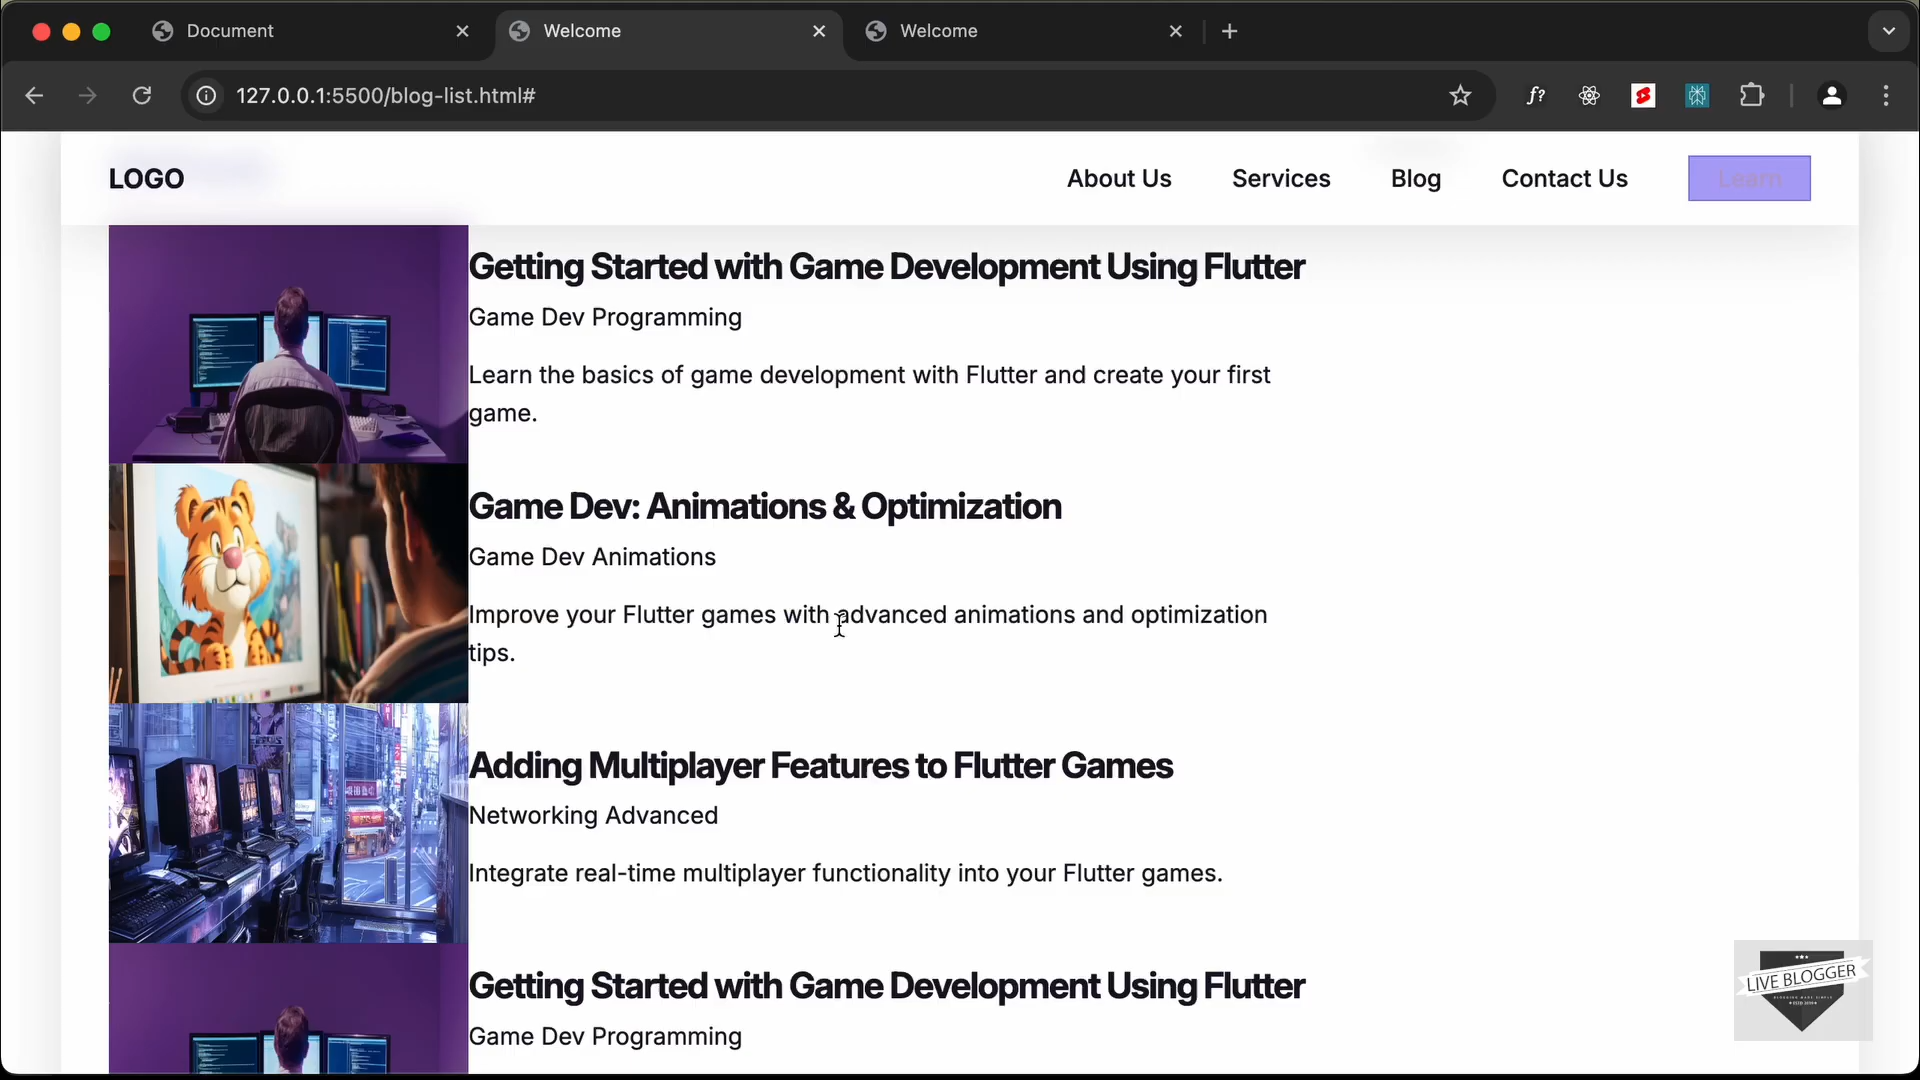 Document
Welcome
Welcome
127.0.0.1:5500/blog-list.html#
f?
LOGO
About Us
Services
Blog
Contact Us
Learn
Getting Started with Game Development Using Flutter
Game Dev Programming
Learn the basics of game development with Flutter and create your first
game.
Game Dev: Animations & Optimization
Game Dev Animations
Improve your Flutter games with advanced animations and optimization
tips.
Adding Multiplayer Features to Flutter Games
Networking Advanced
Integrate real-time multiplayer functionality into your Flutter games.
Getting Started with Game Development Using Flutter
Game Dev Programming
LIVE BLOGGER